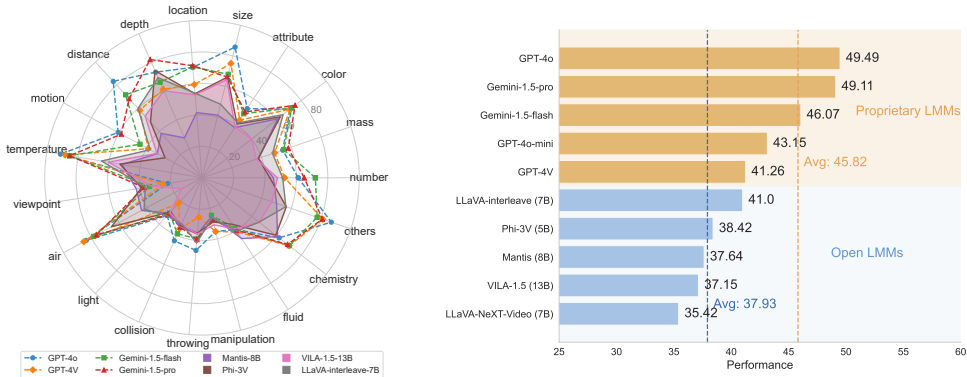 location
size
attribute
color
mass
number
others
chemistry
fluid
manipulation
throwing
collision
light
air
viewpoint
temperature
motion
distance
depth
20
40
60
80
GPT-4o
GPT-4V
Gemini-1.5-flash
Gemini-1.5-pro
Mantis-8B
Phi-3V
VILA-1.5-13B
LLaVA-interleave-7B
GPT-4o 49.49
Gemini-1.5-pro 49.11
Gemini-1.5-flash 46.07
Proprietary LMMs
GPT-4o-mini 43.15
Avg: 45.82
GPT-4V 41.26
LLaVA-interleave (7B) 41.0
Phi-3V (5B) 38.42
Open LMMs
Mantis (8B) 37.64
VILA-1.5 (13B) 37.15
Avg: 37.93
LLaVA-NeXT-Video (7B) 35.42
25 30 35 40 45 50 55 60
Performance